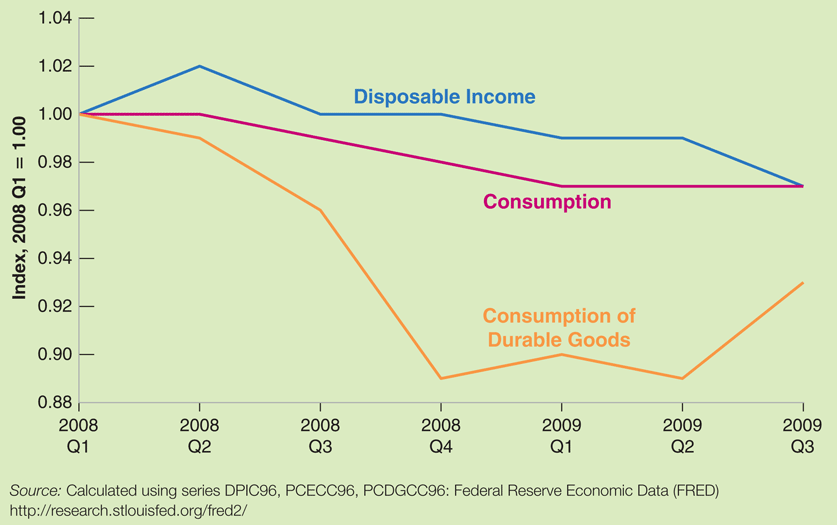 1.04
1.02
1.00
0.98
0.96
0.94
0.92
0.90
0.88
Index, 2008 Q1 = 1.00
Disposable Income
Consumption
Consumption of
Durable Goods
2008 2008 2008 2008 2009 2009 2009
Q1 Q2 Q3 Q4 Q1 Q2 Q3
Source: Calculated using series DPIC96, PCECC96, PCDGCC96: Federal Reserve Economic Data (FRED)
http://research.stlouisfed.org/fred2/